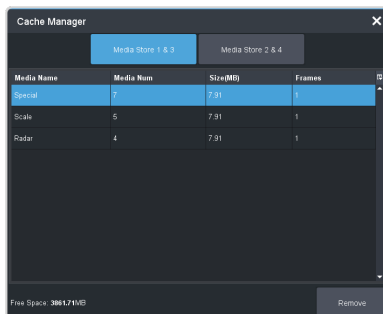 Cache Manager
Media Store 1 & 3 Media Store 2 & 4
Media Name Media Num Size(MB) Frames
Special 7 7.91 1
Scale 5 7.91 1
Radar 4 7.91 1
Free Space: 3861.71MB Remove